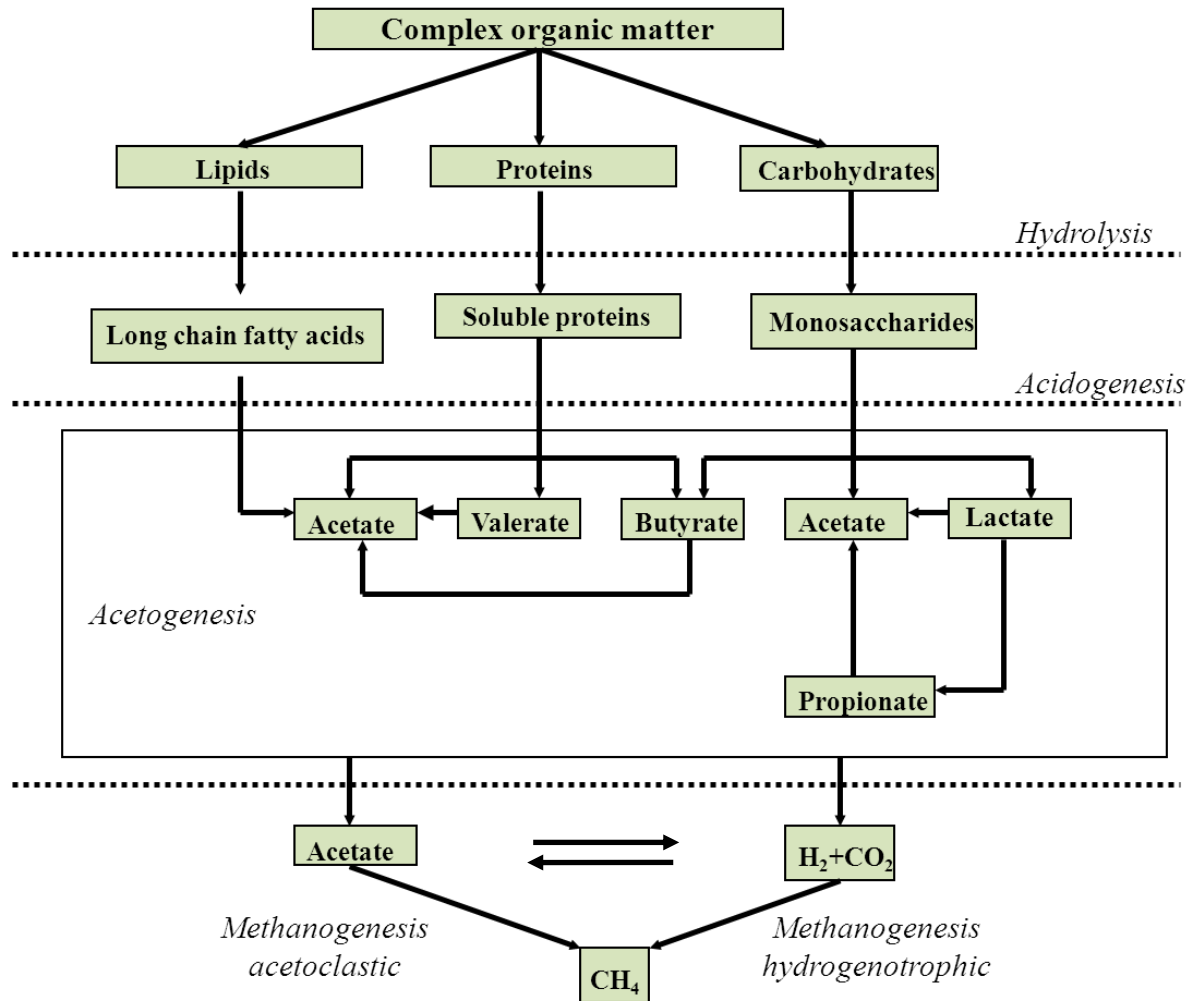 Complex organic matter
Lipids
Proteins
Carbohydrates
Hydrolysis
Long chain fatty acids
Soluble proteins
Monosaccharides
Acidogenesis
Acetate
Valerate
Butyrate
Acetate
Lactate
Acetogenesis
Propionate
Acetate
H₂+CO₂
Methanogenesis
acetoclastic
Methanogenesis
hydrogenotrophic
CH₄